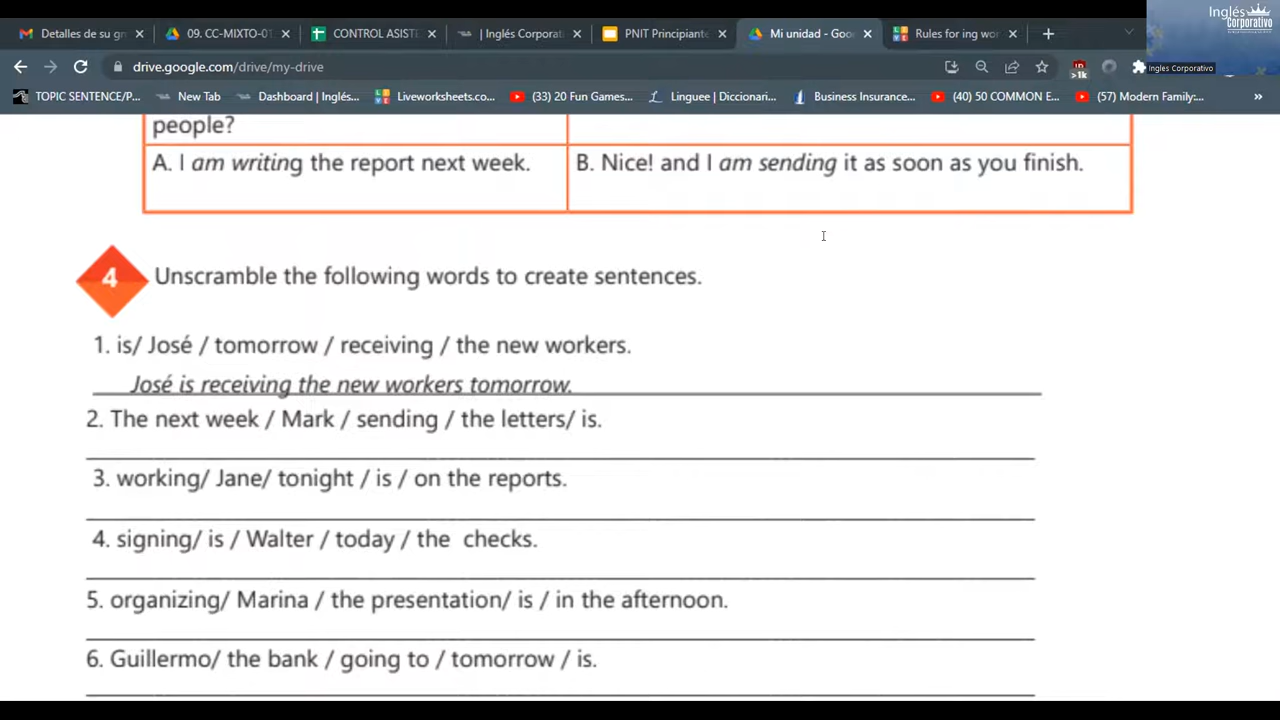 Inglés
Corporativo
Detalles de su gn
09. CC-MIXTO-01
CONTROL ASISTE
| Inglés Corporati
PNIT Principiante
Mi unidad - Goo
Rules for ing wor
drive.google.com/drive/my-drive
>1k
Ingles Corporativo
TOPIC SENTENCE/P...
New Tab
Dashboard | Inglés...
Liveworksheets.co...
(33) 20 Fun Games...
Linguee | Diccionari...
Business Insurance...
(40) 50 COMMON E...
(57) Modern Family:...
»
people?
A. I am writing the report next week.
B. Nice! and I am sending it as soon as you finish.
4 Unscramble the following words to create sentences.
1. is/ José / tomorrow / receiving / the new workers.
José is receiving the new workers tomorrow.
2. The next week / Mark / sending / the letters/ is.
3. working/ Jane/ tonight / is / on the reports.
4. signing/ is / Walter / today / the checks.
5. organizing/ Marina / the presentation/ is / in the afternoon.
6. Guillermo/ the bank / going to / tomorrow / is.